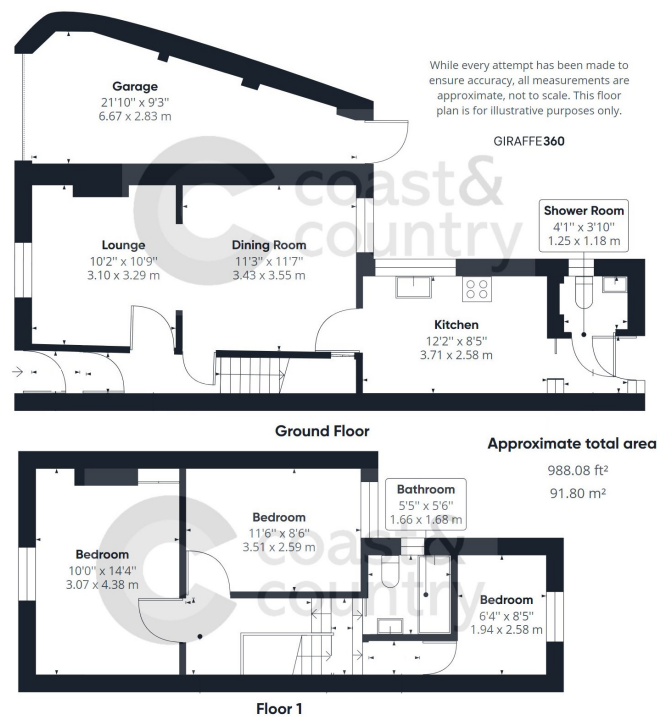 Garage
21'10" x 9'3"
6.67 x 2.83 m
While every attempt has been made to
ensure accuracy, all measurements are
approximate, not to scale. This floor
plan is for illustrative purposes only.
GIRAFFE360
coast&
country
Lounge
10'2" x 10'9"
3.10 x 3.29 m
Dining Room
11'3" x 11'7"
3.43 x 3.55 m
Shower Room
4'1" x 3'10"
1.25 x 1.18 m
Kitchen
12'2" x 8'5"
3.71 x 2.58 m
Ground Floor
Approximate total area
988.08 ft²
91.80 m²
Bedroom
10'0" x 14'4"
3.07 x 4.38 m
Bedroom
11'6" x 8'6"
3.51 x 2.59 m
Bathroom
5'5" x 5'6"
1.66 x 1.68 m
coast&
country
Bedroom
6'4" x 8'5"
1.94 x 2.58 m
Floor 1